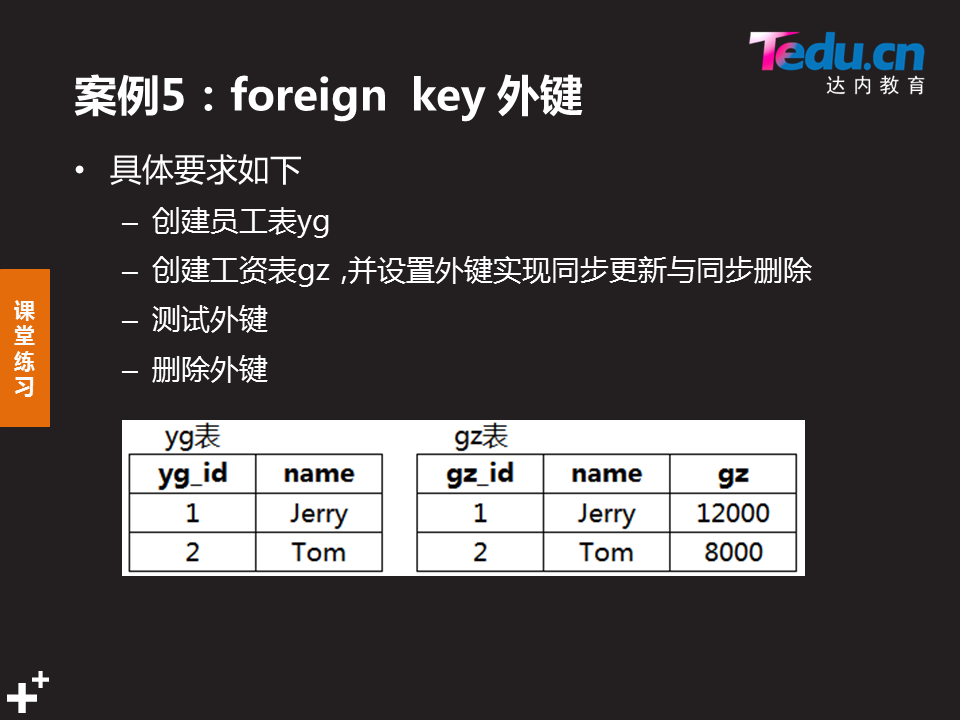 Tedu.cn
达内教育
案例5：foreign key 外键
• 具体要求如下
– 创建员工表yg
– 创建工资表gz ,并设置外键实现同步更新与同步删除
– 测试外键
– 删除外键
课堂练习
yg表 gz表
yg_id name gz_id name gz
1 Jerry 1 Jerry 12000
2 Tom 2 Tom 8000